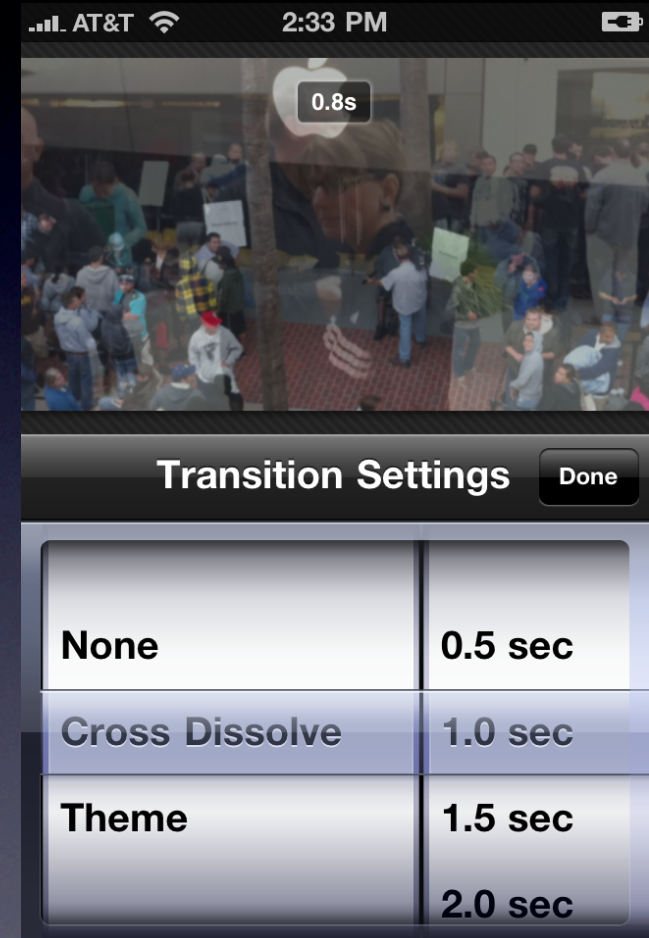 AT&T 2:33 PM
0.8s
Transition Settings Done
None 0.5 sec
Cross Dissolve 1.0 sec
Theme 1.5 sec
2.0 sec